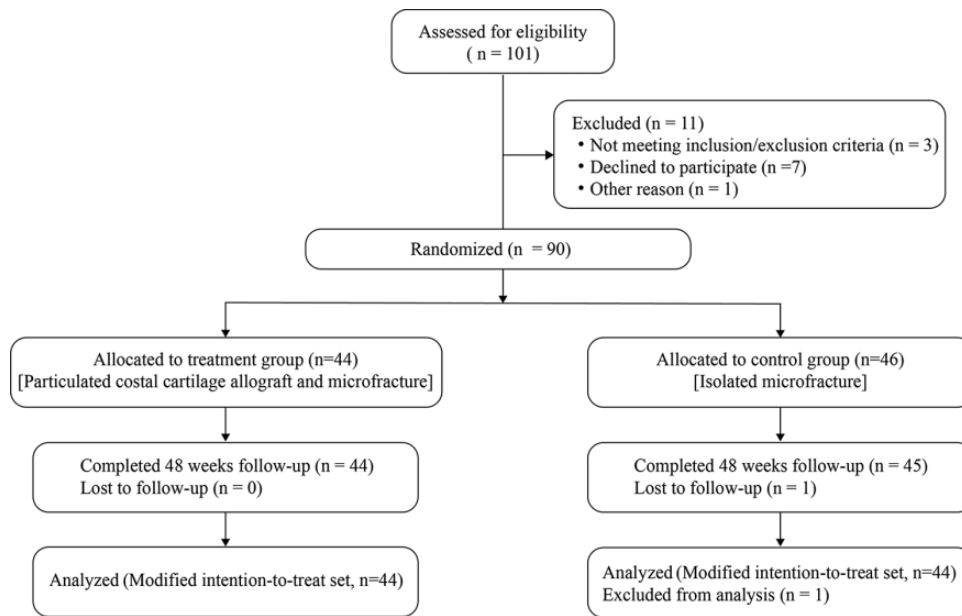 Assessed for eligibility
( n = 101)
Excluded (n = 11)
• Not meeting inclusion/exclusion criteria (n = 3)
• Declined to participate (n =7)
• Other reason (n = 1)
Randomized (n = 90)
Allocated to treatment group (n=44)
[Particulated costal cartilage allograft and microfracture]
Allocated to control group (n=46)
[Isolated microfracture]
Completed 48 weeks follow-up (n = 44)
Lost to follow-up (n = 0)
Completed 48 weeks follow-up (n = 45)
Lost to follow-up (n = 1)
Analyzed (Modified intention-to-treat set, n=44)
Analyzed (Modified intention-to-treat set, n=44)
Excluded from analysis (n = 1)